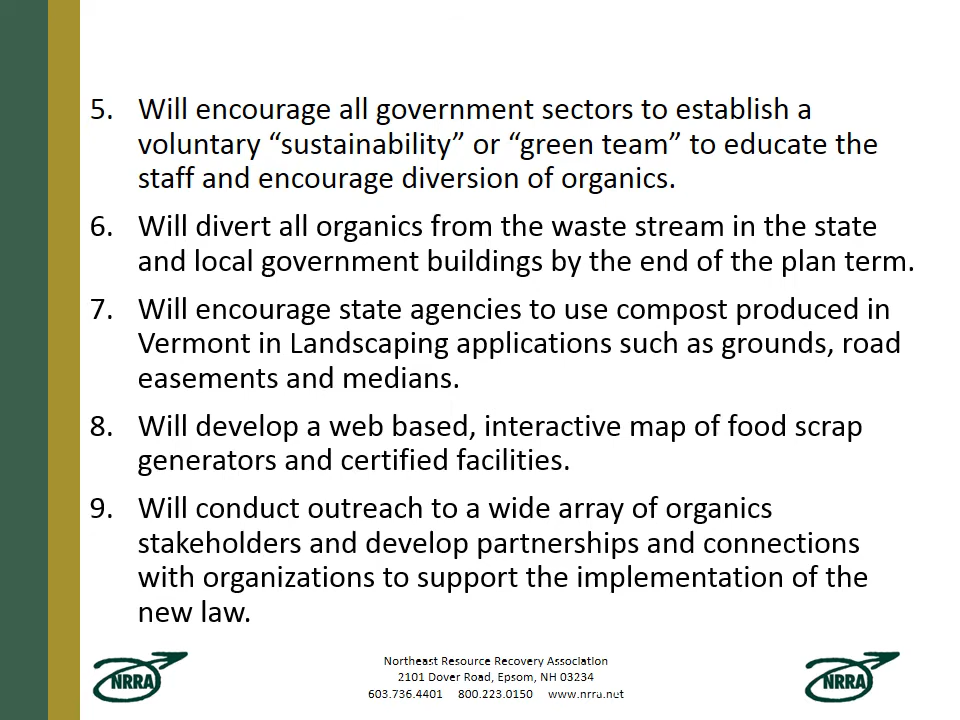 5. Will encourage all government sectors to establish a
voluntary “sustainability” or “green team” to educate the
staff and encourage diversion of organics.
6. Will divert all organics from the waste stream in the state
and local government buildings by the end of the plan term.
7. Will encourage state agencies to use compost produced in
Vermont in Landscaping applications such as grounds, road
easements and medians.
8. Will develop a web based, interactive map of food scrap
generators and certified facilities.
9. Will conduct outreach to a wide array of organics
stakeholders and develop partnerships and connections
with organizations to support the implementation of the
new law.
NRRA
Northeast Resource Recovery Association
2101 Dover Road, Epsom, NH 03234
603.736.4401 800.223.0150 www.nrra.net
NRRA